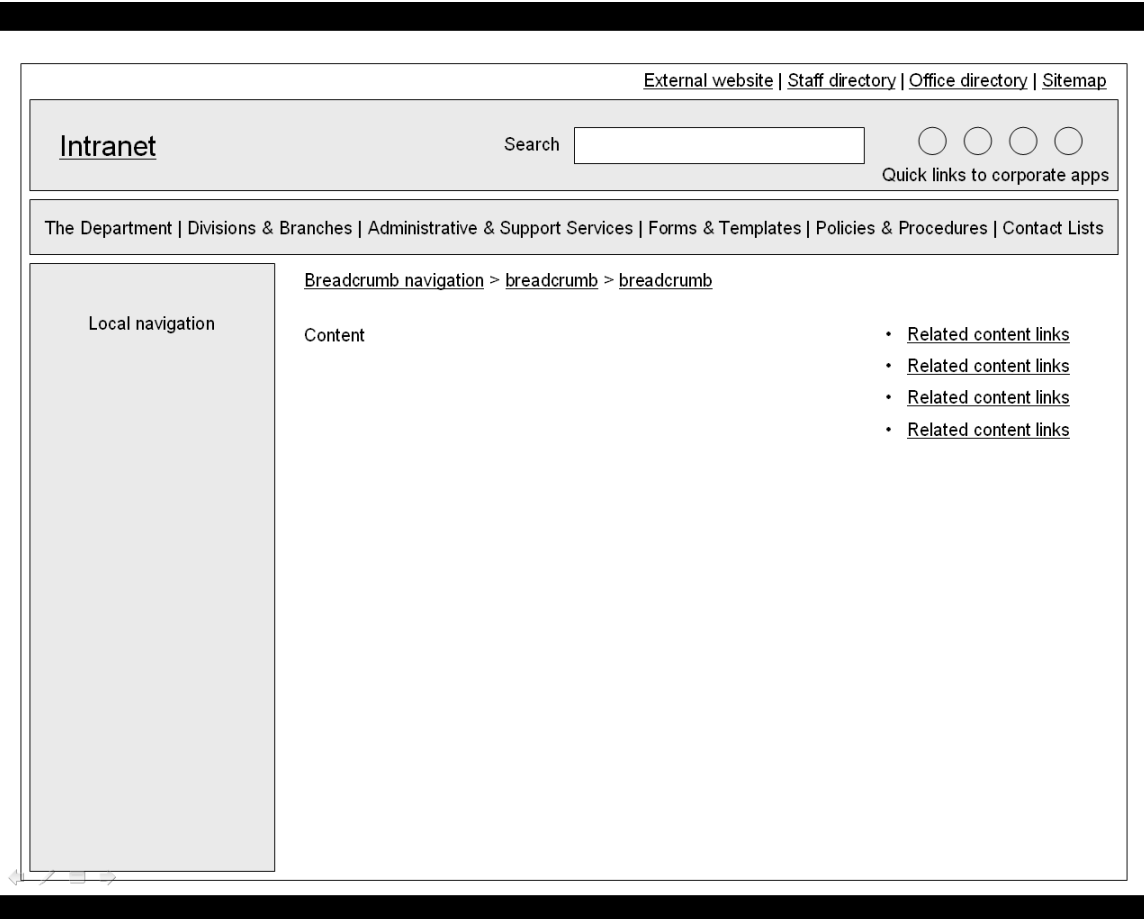 External website | Staff directory | Office directory | Sitemap
Intranet
Search
Quick links to corporate apps
The Department | Divisions & Branches | Administrative & Support Services | Forms & Templates | Policies & Procedures | Contact Lists
Local navigation
Breadcrumb navigation > breadcrumb > breadcrumb
Content
• Related content links
• Related content links
• Related content links
• Related content links